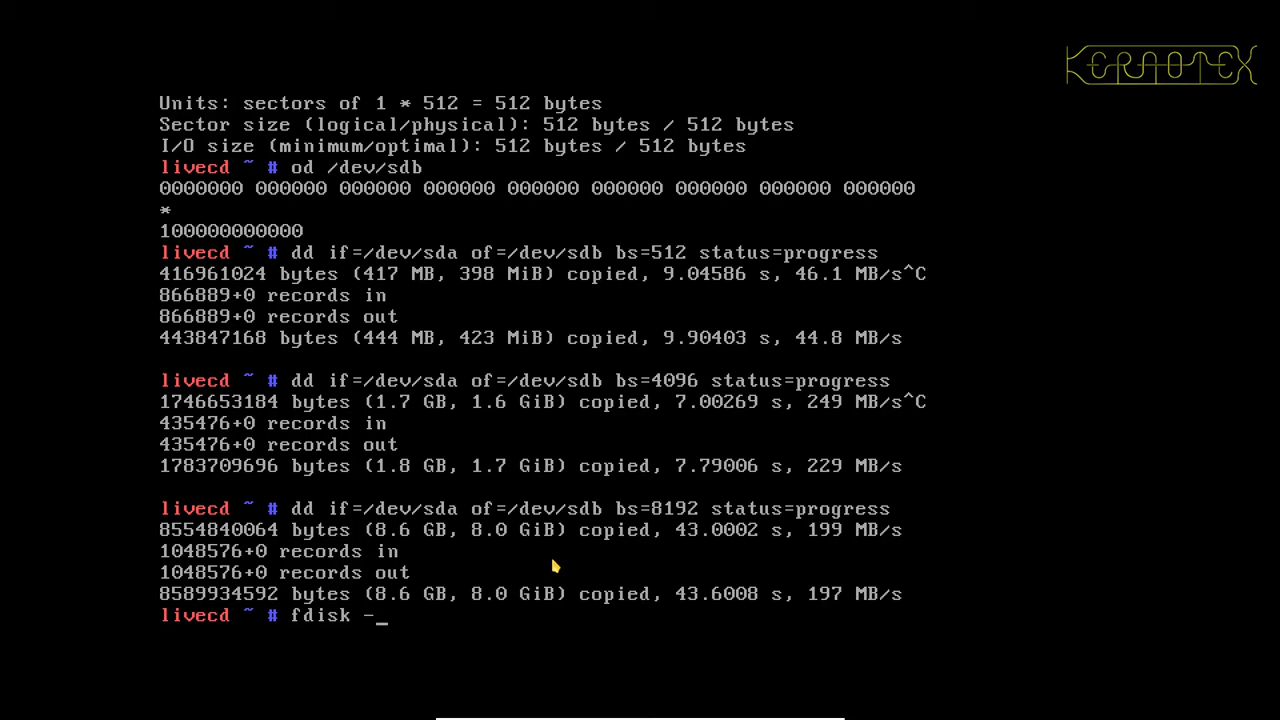 KERNOTEX
Units: sectors of 1 * 512 = 512 bytes
Sector size (logical/physical): 512 bytes / 512 bytes
I/O size (minimum/optimal): 512 bytes / 512 bytes
livecd ~ # od /dev/sdb
0000000 000000 000000 000000 000000 000000 000000 000000 000000
*
100000000000
livecd ~ # dd if=/dev/sda of=/dev/sdb bs=512 status=progress
416961024 bytes (417 MB, 398 MiB) copied, 9.04586 s, 46.1 MB/s^C
866889+0 records in
866889+0 records out
443847168 bytes (444 MB, 423 MiB) copied, 9.90403 s, 44.8 MB/s
livecd ~ # dd if=/dev/sda of=/dev/sdb bs=4096 status=progress
1746653184 bytes (1.7 GB, 1.6 GiB) copied, 7.00269 s, 249 MB/s^C
435476+0 records in
435476+0 records out
1783709696 bytes (1.8 GB, 1.7 GiB) copied, 7.79006 s, 229 MB/s
livecd ~ # dd if=/dev/sda of=/dev/sdb bs=8192 status=progress
8554840064 bytes (8.6 GB, 8.0 GiB) copied, 43.0002 s, 199 MB/s
1048576+0 records in
1048576+0 records out
8589934592 bytes (8.6 GB, 8.0 GiB) copied, 43.6008 s, 197 MB/s
livecd ~ # fdisk -_